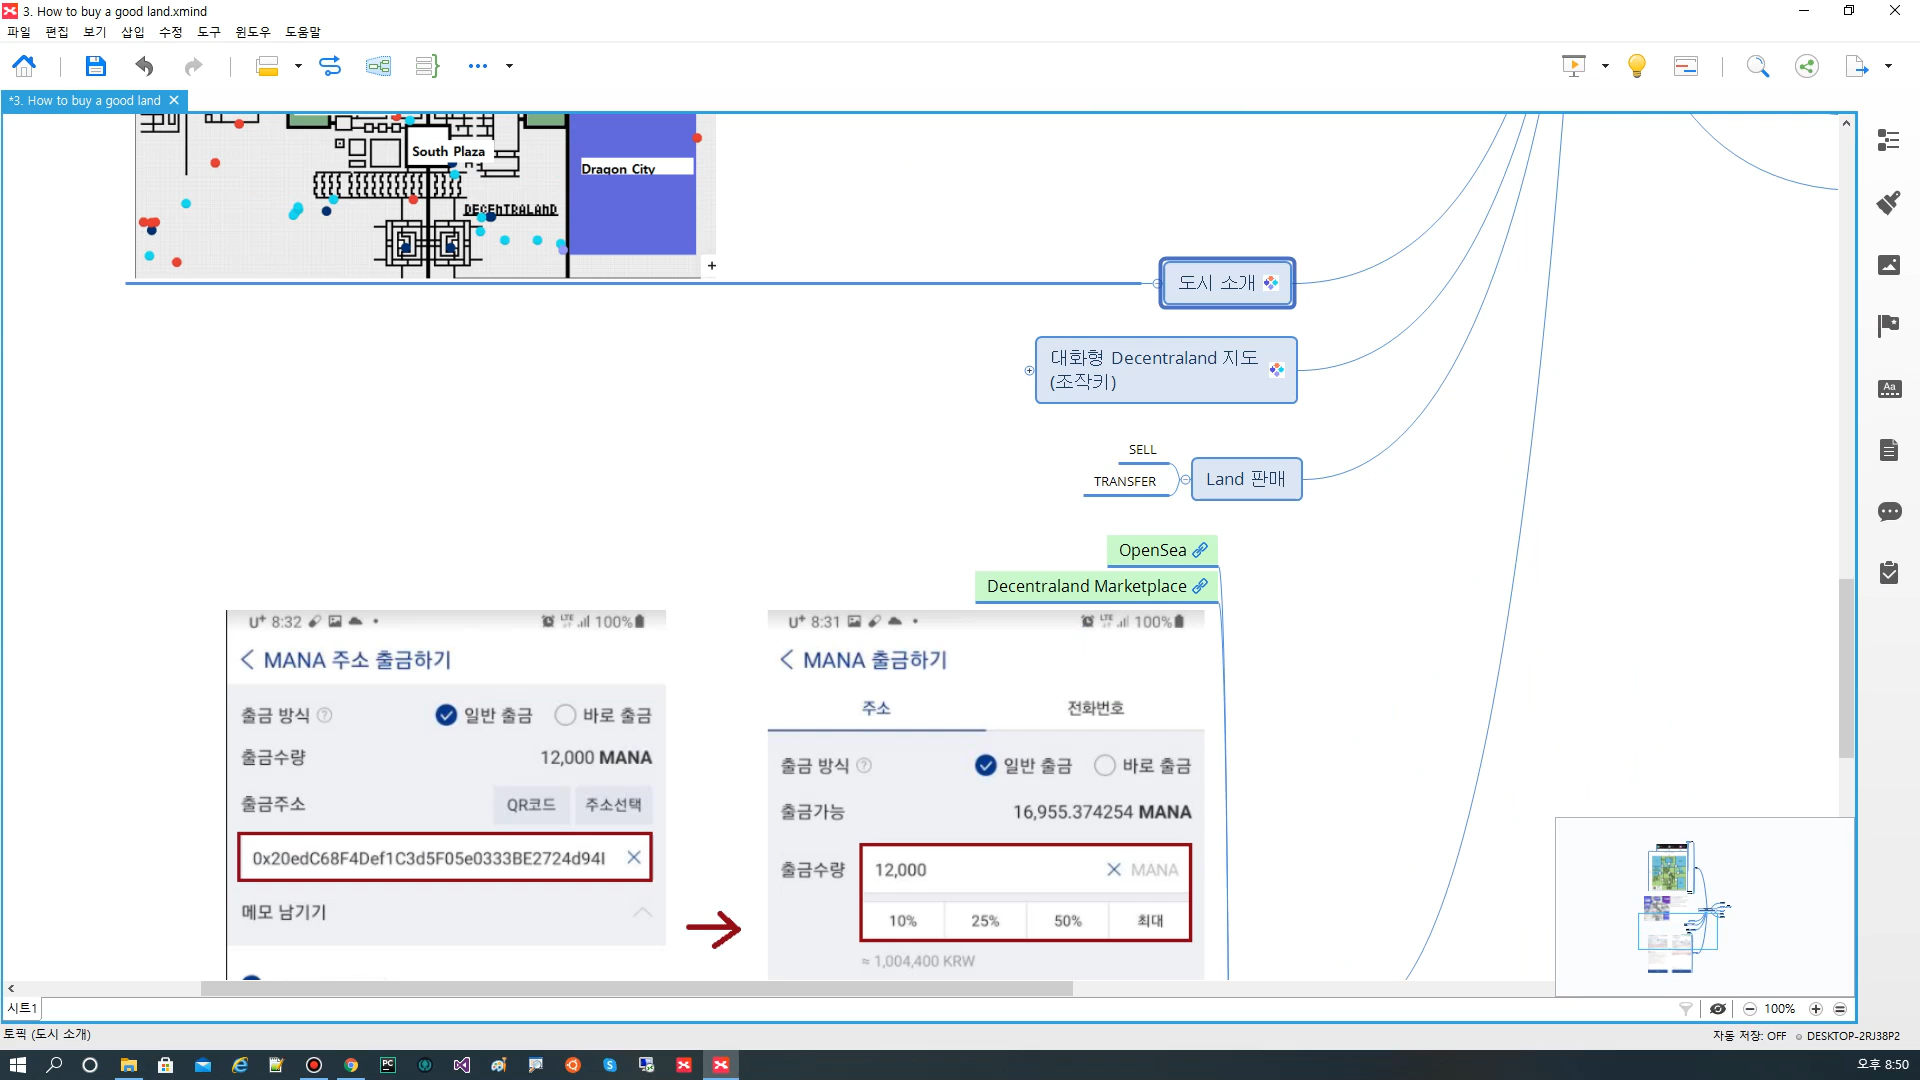 3. How to buy a good land.xmind
파일 편집 보기 삽입 수정 도구 윈도우 도움말
*3. How to buy a good land
South Plaza
Dragon City
DECENTRALAND
도시 소개
대화형 Decentraland 지도
(조작키)
SELL
TRANSFER
Land 판매
OpenSea
Decentraland Marketplace
U+ 8:32
LTE
100%
MANA 주소 출금하기
출금 방식
일반 출금
바로 출금
출금수량
12,000 MANA
출금주소
QR코드
주소선택
0x20edC68F4Def1C3d5F05e0333BE2724d94
메모 남기기
U+ 8:31
LTE
100%
MANA 출금하기
주소
전화번호
출금 방식
일반 출금
바로 출금
출금가능
16,955.374254 MANA
출금수량
12,000
MANA
10%
25%
50%
최대
≈ 1,004,400 KRW
시트1
100%
토픽 (도시 소개)
자동 저장: OFF
DESKTOP-2RJ38P2
오후 8:50